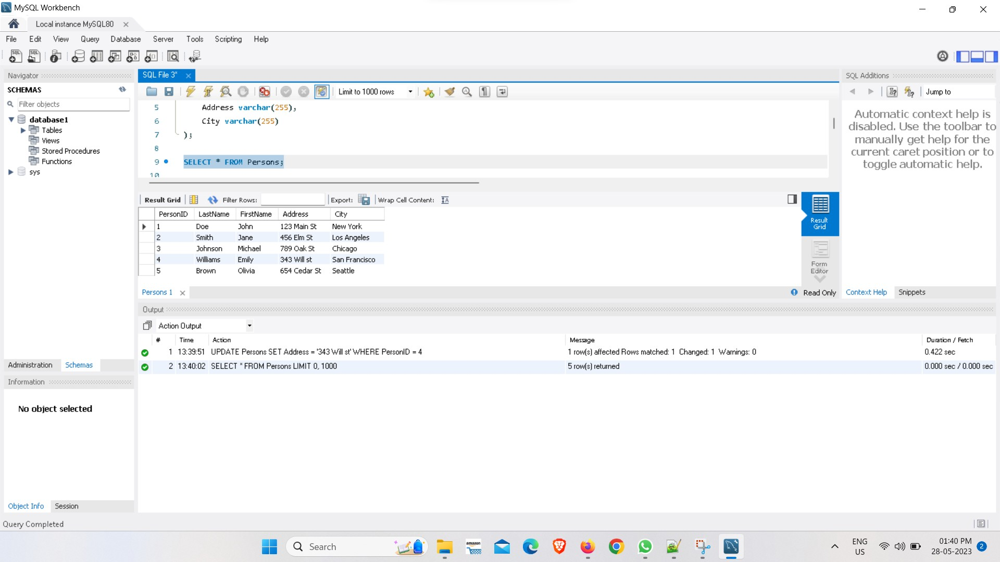 MySQL Workbench
Local instance MySQL80
File Edit View Query Database Server Tools Scripting Help
Navigator
SCHEMAS
Filter objects
database1
Tables
Views
Stored Procedures
Functions
sys
Administration Schemas
Information
No object selected
Object Info Session
Query Completed
SQL File 3*
Limit to 1000 rows
5 Address varchar(255),
6 City varchar(255)
7 );
8
9 SELECT * FROM Persons;
10
Result Grid Filter Rows: Export: Wrap Cell Content:
PersonID LastName FirstName Address City
1 Doe John 123 Main St New York
2 Smith Jane 456 Elm St Los Angeles
3 Johnson Michael 789 Oak St Chicago
4 Williams Emily 343 Will st San Francisco
5 Brown Olivia 654 Cedar St Seattle
Result
Grid
Form
Editor
Persons 1
Read Only
SQL Additions
Jump to
Automatic context help is
disabled. Use the toolbar to
manually get help for the
current caret position or to
toggle automatic help.
Context Help Snippets
Output
Action Output
# Time Action Message Duration / Fetch
1 13:39:51 UPDATE Persons SET Address = '343 Will st' WHERE PersonID = 4 1 row(s) affected Rows matched: 1 Changed: 1 Warnings: 0 0.422 sec
2 13:40:02 SELECT * FROM Persons LIMIT 0, 1000 5 row(s) returned 0.000 sec / 0.000 sec
Search
amazon
ENG
US
01:40 PM
28-05-2023
2